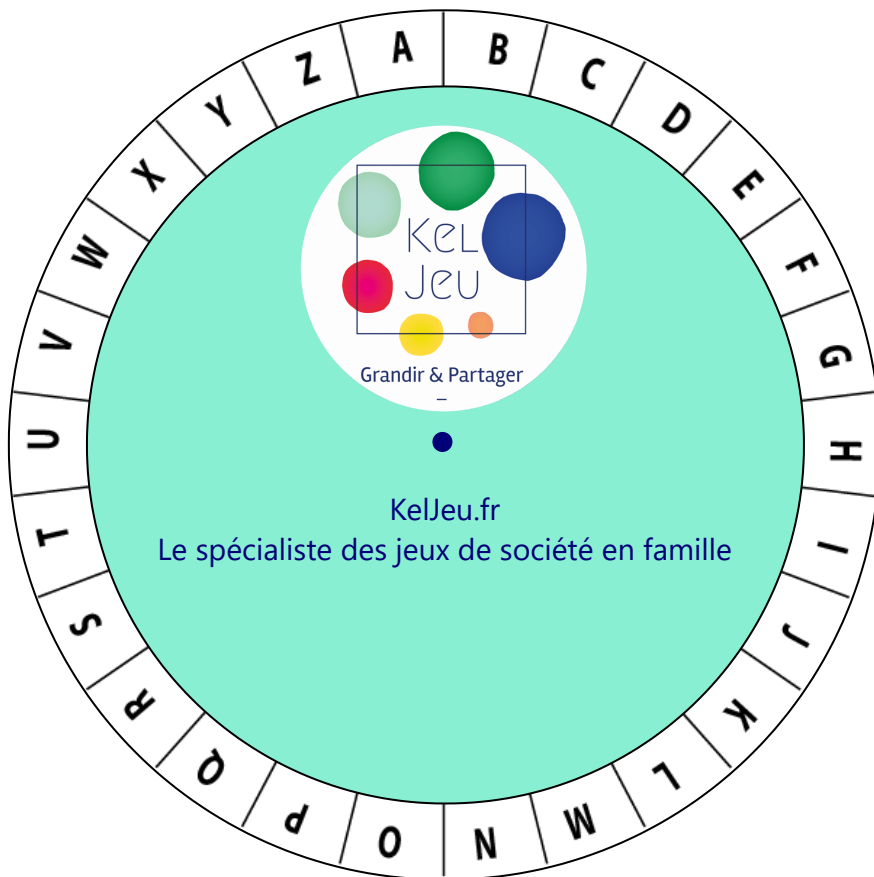 A B C D E F G H I J K L M N O P Q R S T U V W X Y Z
KeL
JeU
Grandir & Partager
–
KelJeu.fr
Le spécialiste des jeux de société en famille